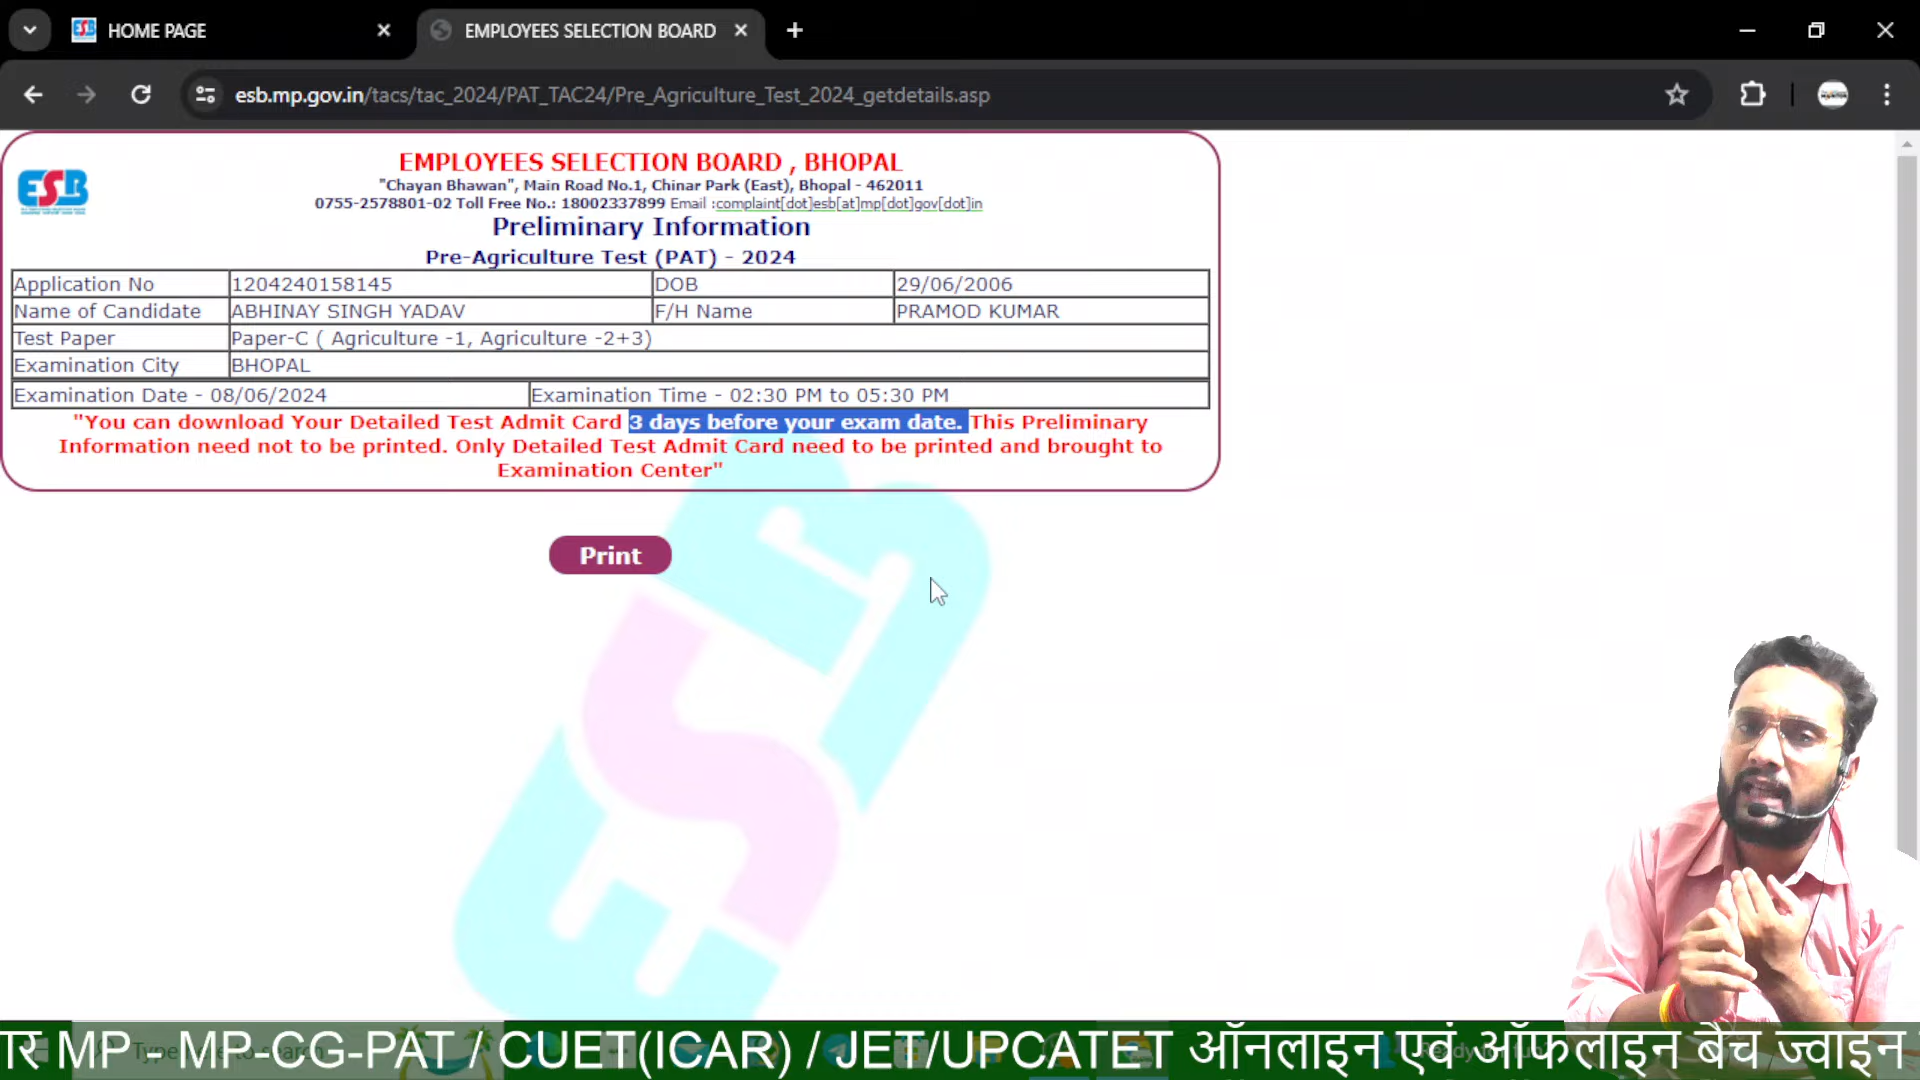 HOME PAGE
EMPLOYEES SELECTION BOARD
esb.mp.gov.in/tacs/tac_2024/PAT_TAC24/Pre_Agriculture_Test_2024_getdetails.asp
ESB
EMPLOYEES SELECTION BOARD , BHOPAL
"Chayan Bhawan", Main Road No.1, Chinar Park (East), Bhopal - 462011
0755-2578801-02 Toll Free No.: 18002337899 Email :complaint[dot]esb[at]mp[dot]gov[dot]in
Preliminary Information
Pre-Agriculture Test (PAT) - 2024
Application No 1204240158145 DOB 29/06/2006
Name of Candidate ABHINAY SINGH YADAV F/H Name PRAMOD KUMAR
Test Paper Paper-C ( Agriculture -1, Agriculture -2+3)
Examination City BHOPAL
Examination Date - 08/06/2024 Examination Time - 02:30 PM to 05:30 PM
"You can download Your Detailed Test Admit Card 3 days before your exam date. This Preliminary
Information need not to be printed. Only Detailed Test Admit Card need to be printed and brought to
Examination Center"
Print
ESB
MP - MP-CG-PAT / CUET(ICAR) / JET/UPCATET ऑनलाइन एवं ऑफलाइन बैच ज्वाइन
Type here to search